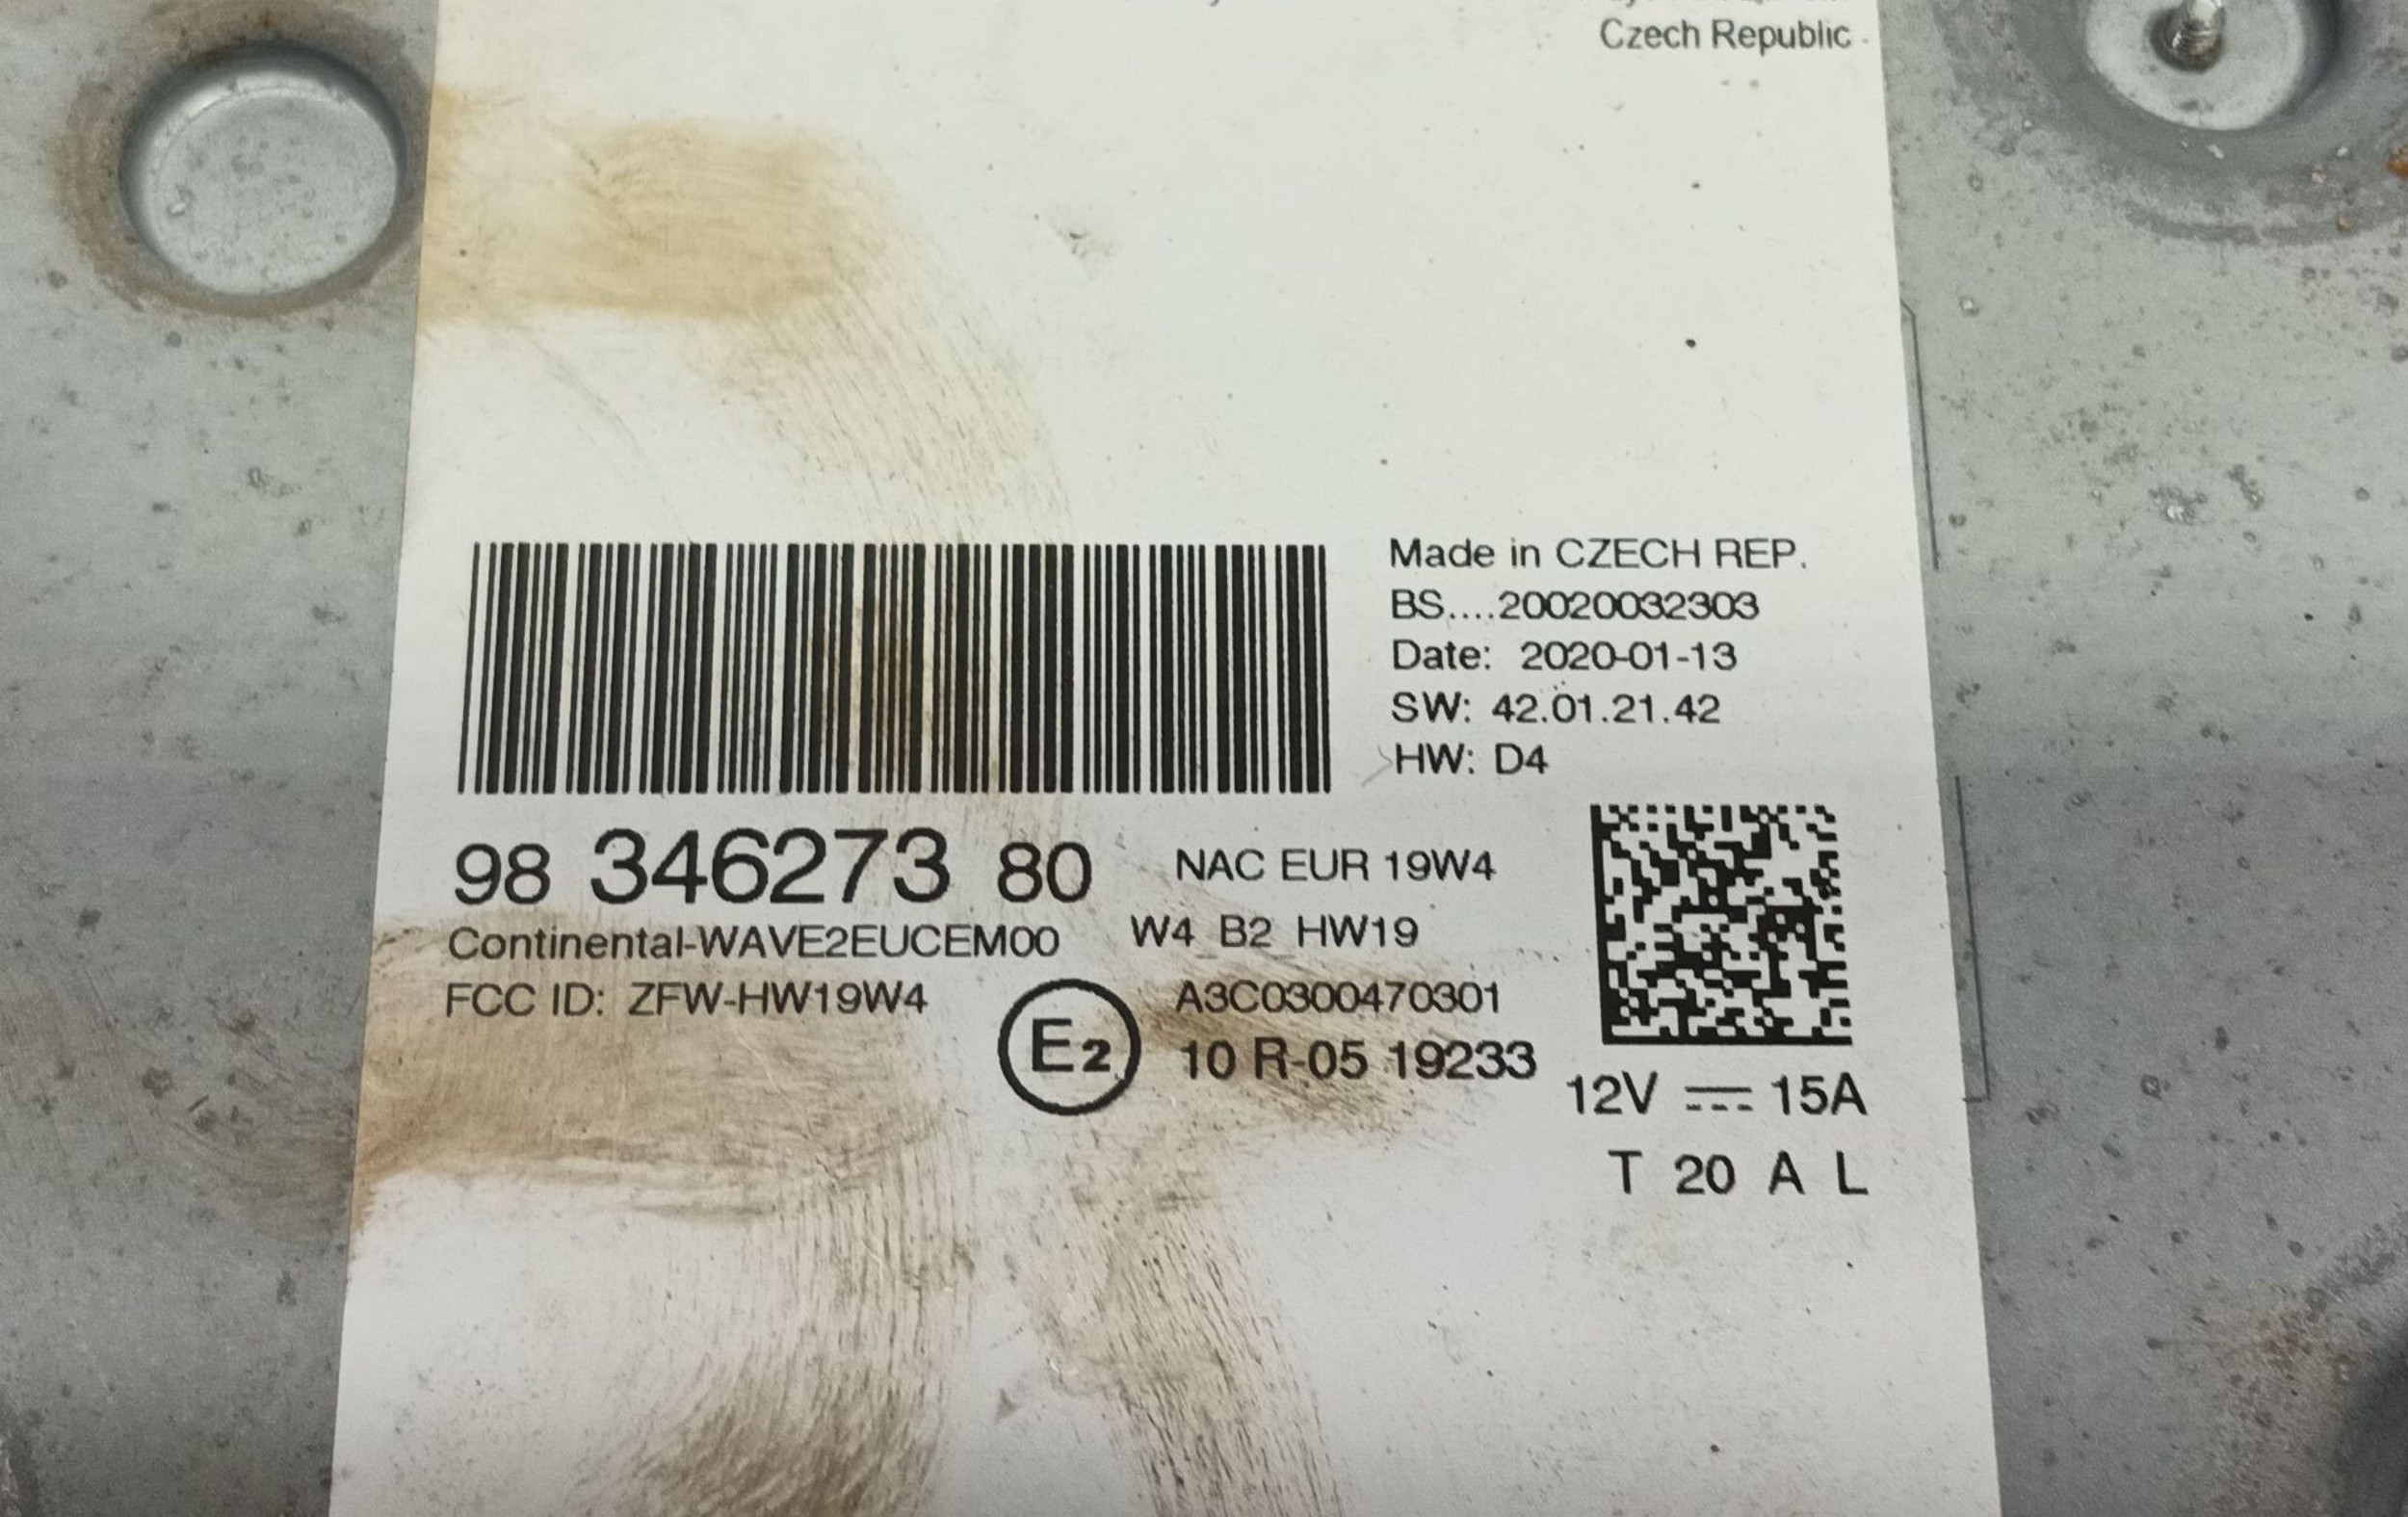 Czech Republic
Made in CZECH REP.
BS....20020032303
Date: 2020-01-13
SW: 42.01.21.42
HW: D4
98 346273 80
NAC EUR 19W4
Continental-WAVE2EUCEM00
W4_B2_HW19
FCC ID: ZFW-HW19W4
A3C0300470301
E2
10 R-05 19233
12V 15A
T 20 A L